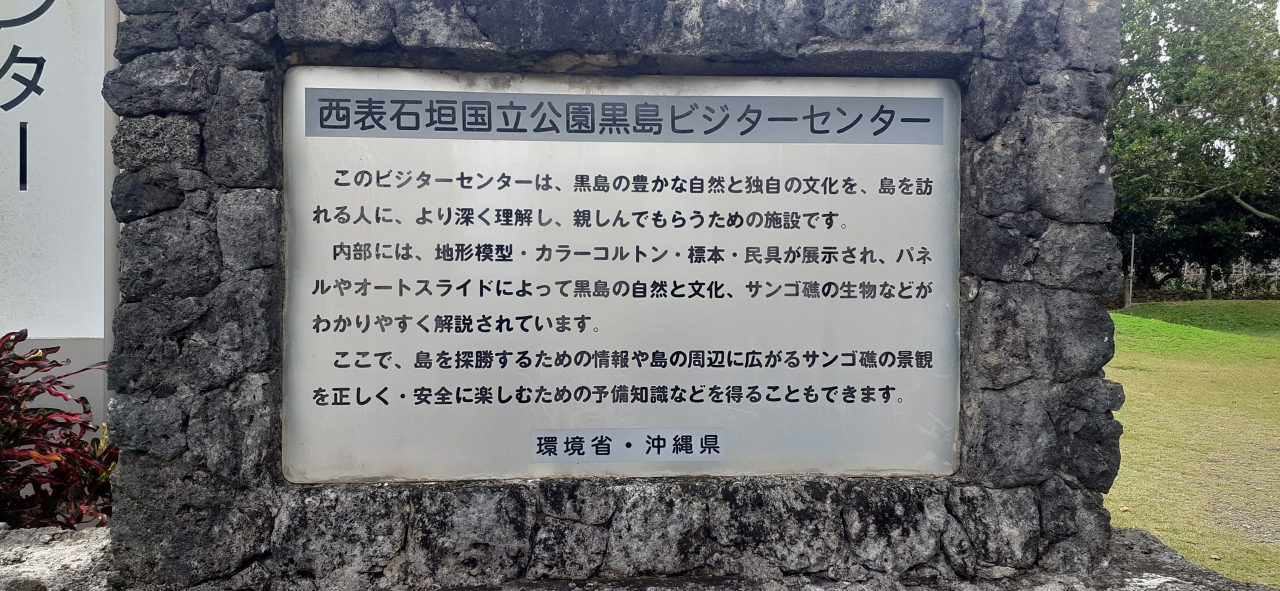 ンター
西表石垣国立公園黒島ビジターセンター
このビジターセンターは、黒島の豊かな自然と独自の文化を、島を訪
れる人に、より深く理解し、親しんでもらうための施設です。
内部には、地形模型・カラーコルトン・標本・民具が展示され、パネ
ルやオートスライドによって黒島の自然と文化、サンゴ礁の生物などが
わかりやすく解説されています。
ここで、島を探勝するための情報や島の周辺に広がるサンゴ礁の景観
を正しく・安全に楽しむための予備知識などを得ることもできます。
環境省・沖縄県